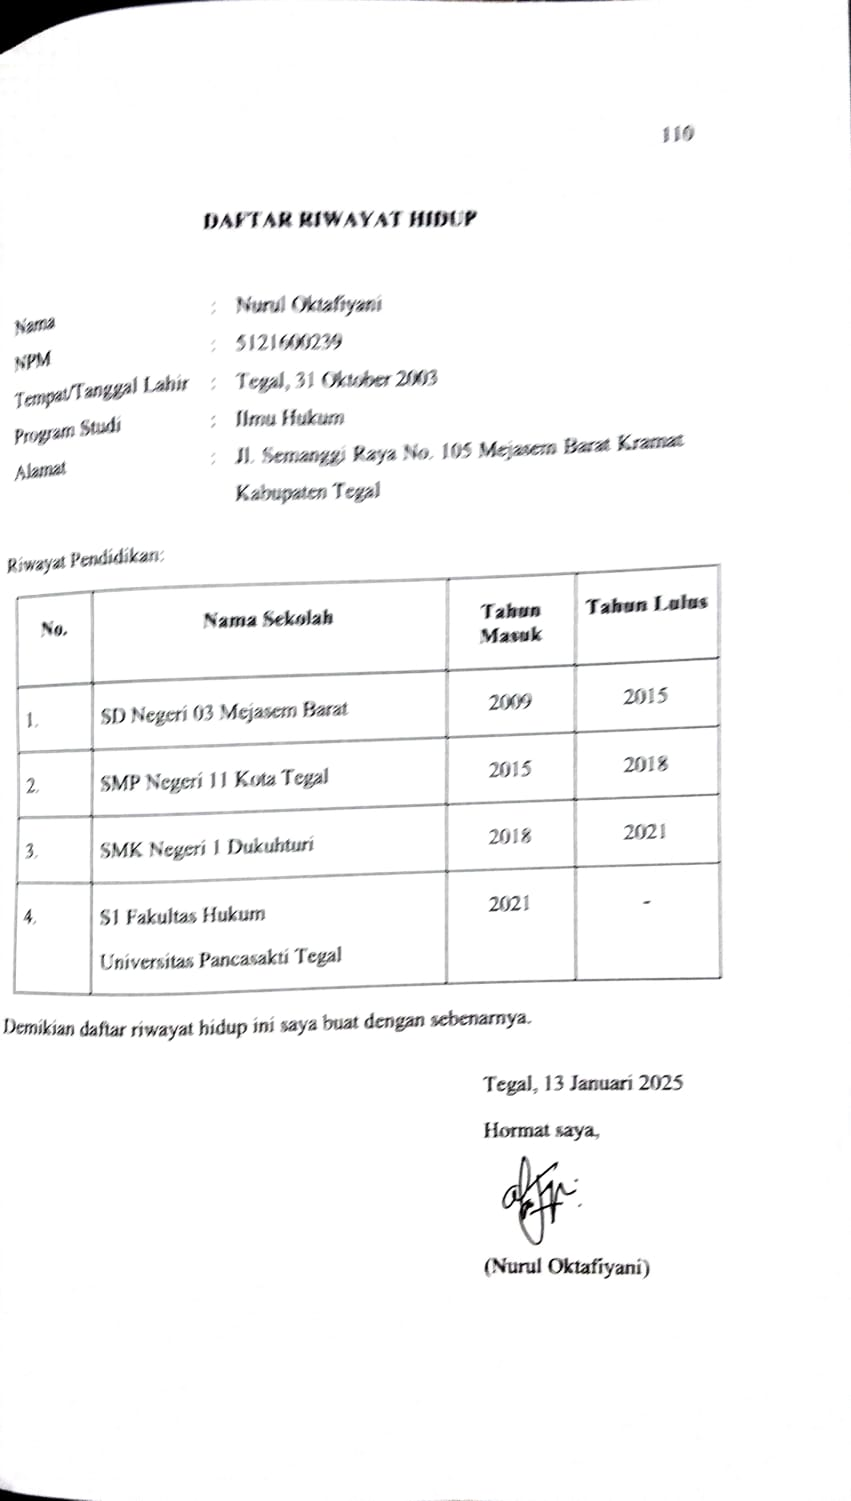 110
DAFTAR RIWAYAT HIDUP
Nama : Nurul Oktafiyani
NPM : 5121600239
Tempat/Tanggal Lahir : Tegal, 31 Oktober 2003
Program Studi : Ilmu Hukum
Alamat : Jl. Semanggi Raya No. 105 Mejasem Barat Kramat
Kabupaten Tegal
Riwayat Pendidikan:
No. Nama Sekolah Tahun Masuk Tahun Lulus
1. SD Negeri 03 Mejasem Barat 2009 2015
2. SMP Negeri 11 Kota Tegal 2015 2018
3. SMK Negeri 1 Dukuhturi 2018 2021
4. S1 Fakultas Hukum 2021 -
Universitas Pancasakti Tegal
Demikian daftar riwayat hidup ini saya buat dengan sebenarnya.
Tegal, 13 Januari 2025
Hormat saya,
(Nurul Oktafiyani)